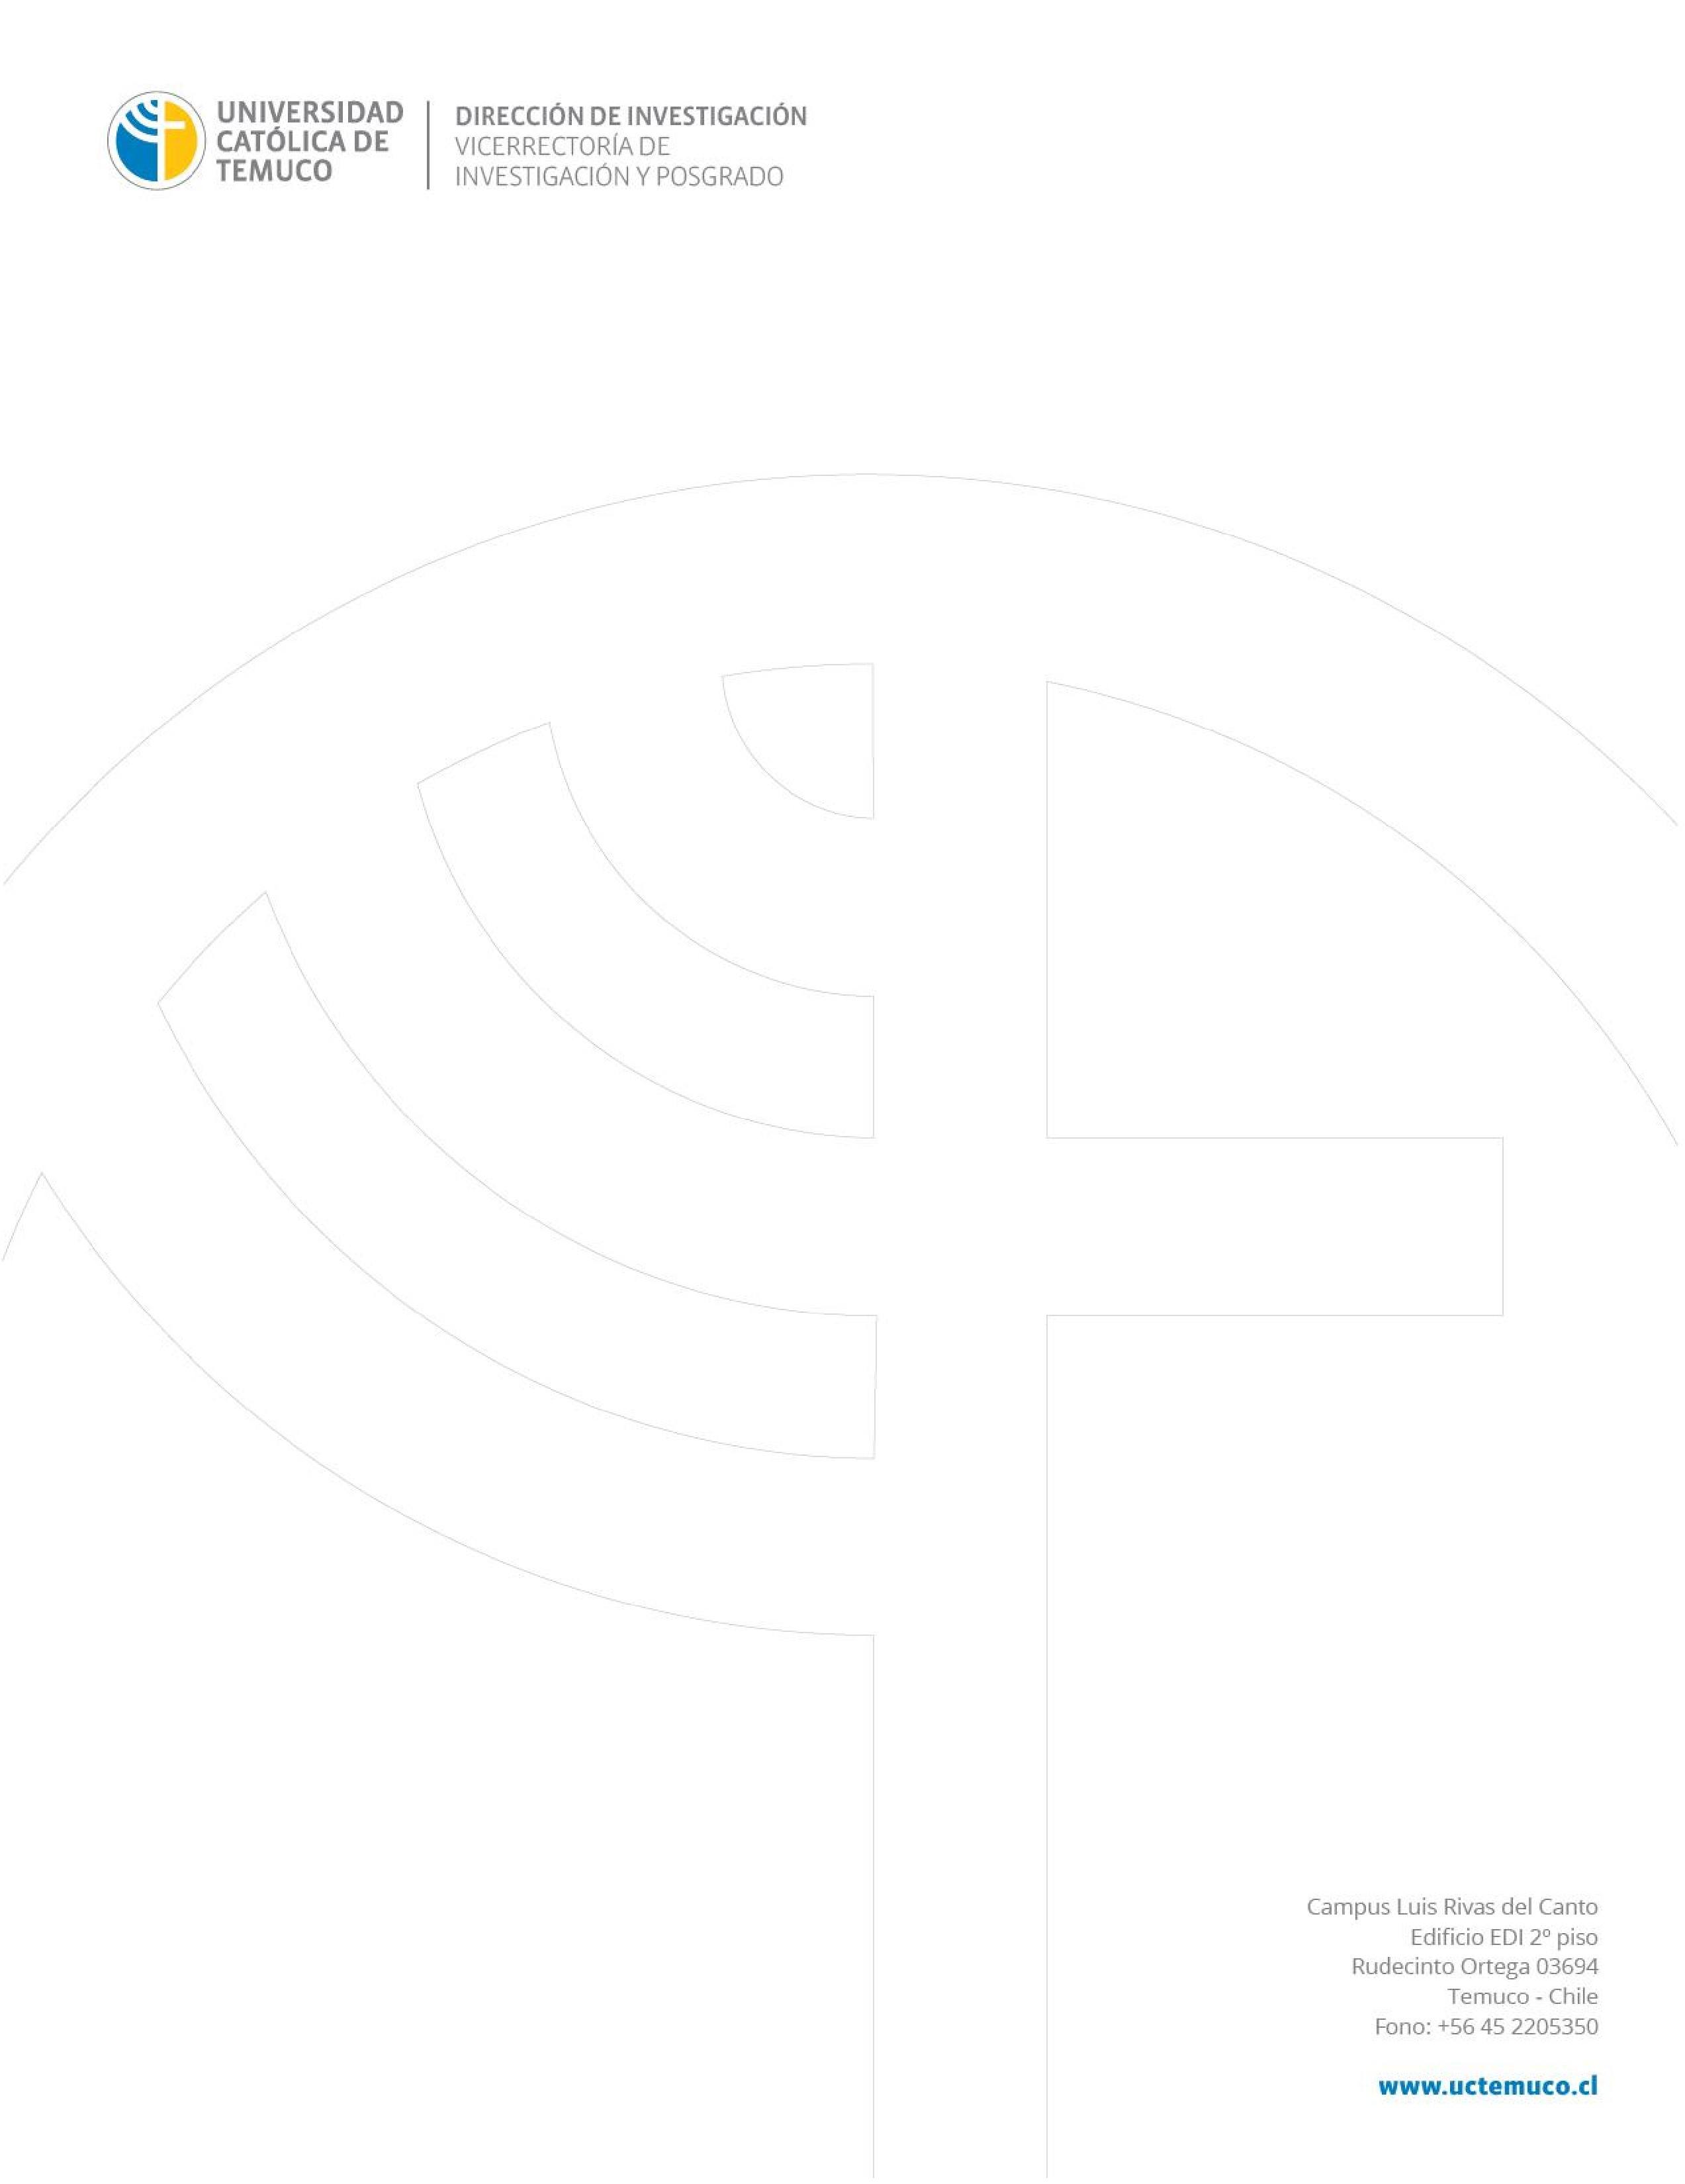 UNIVERSIDAD
CATÓLICA DE
TEMUCO
DIRECCIÓN DE INVESTIGACIÓN
VICERRECTORÍA DE
INVESTIGACIÓN Y POSGRADO
Campus Luis Rivas del Canto
Edificio EDI 2º piso
Rudecinto Ortega 03694
Temuco - Chile
Fono: +56 45 2205350
www.uctemuco.cl